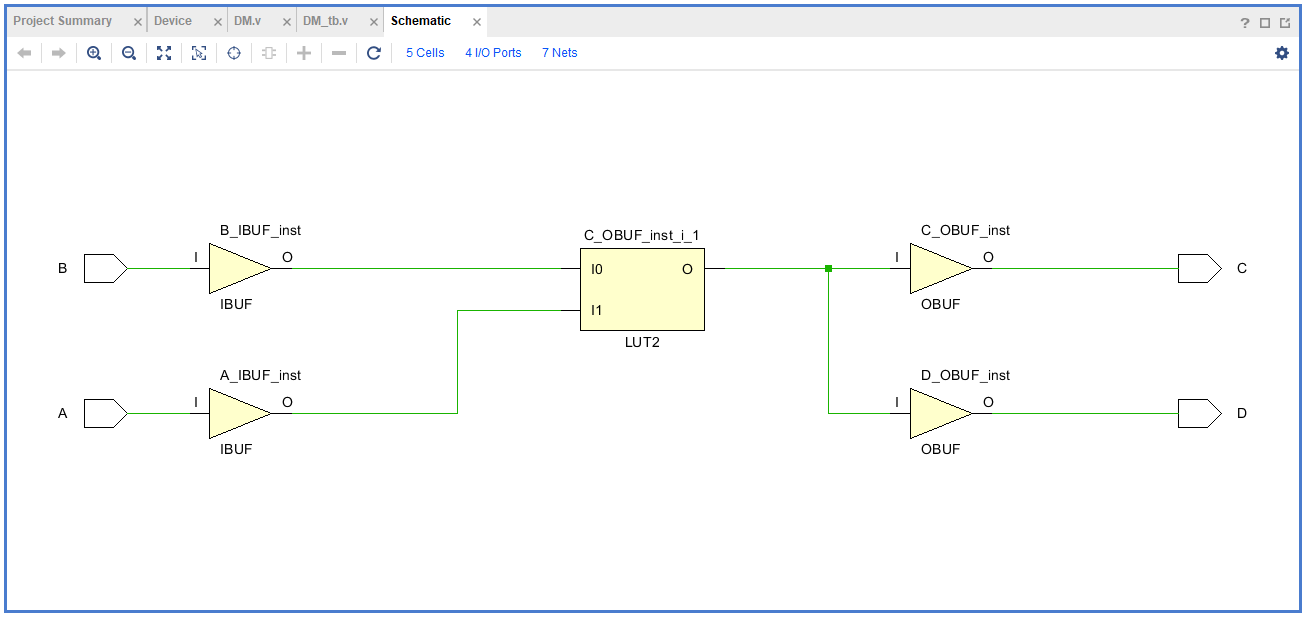 Project Summary × Device × DM.v × DM_tb.v × Schematic × ?
5 Cells 4 I/O Ports 7 Nets
B_IBUF_inst C_OBUF_inst_i_1 C_OBUF_inst
B I O I0 O I O C
IBUF I1 OBUF
LUT2
A_IBUF_inst D_OBUF_inst
A I O I O D
IBUF OBUF